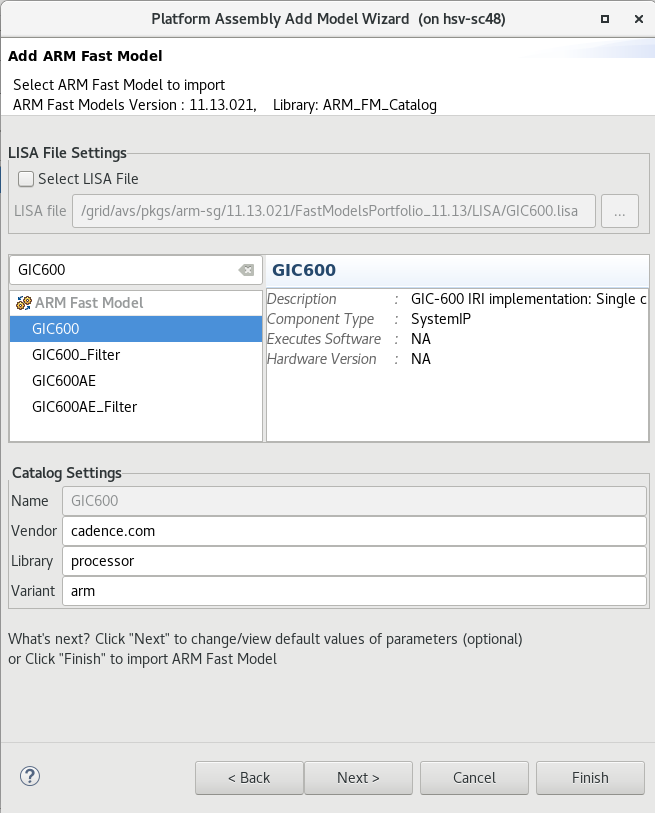 Platform Assembly Add Model Wizard (on hsv-sc48)
Add ARM Fast Model
Select ARM Fast Model to import
ARM Fast Models Version : 11.13.021, Library: ARM_FM_Catalog
LISA File Settings
Select LISA File
LISA file /grid/avs/pkgs/arm-sg/11.13.021/FastModelsPortfolio_11.13/LISA/GIC600.lisa ...
GIC600
ARM Fast Model
GIC600
GIC600_Filter
GIC600AE
GIC600AE_Filter
GIC600
Description : GIC-600 IRI implementation: Single c
Component Type : SystemIP
Executes Software : NA
Hardware Version : NA
Catalog Settings
Name GIC600
Vendor cadence.com
Library processor
Variant arm
What's next? Click "Next" to change/view default values of parameters (optional)
or Click "Finish" to import ARM Fast Model
? < Back Next > Cancel Finish